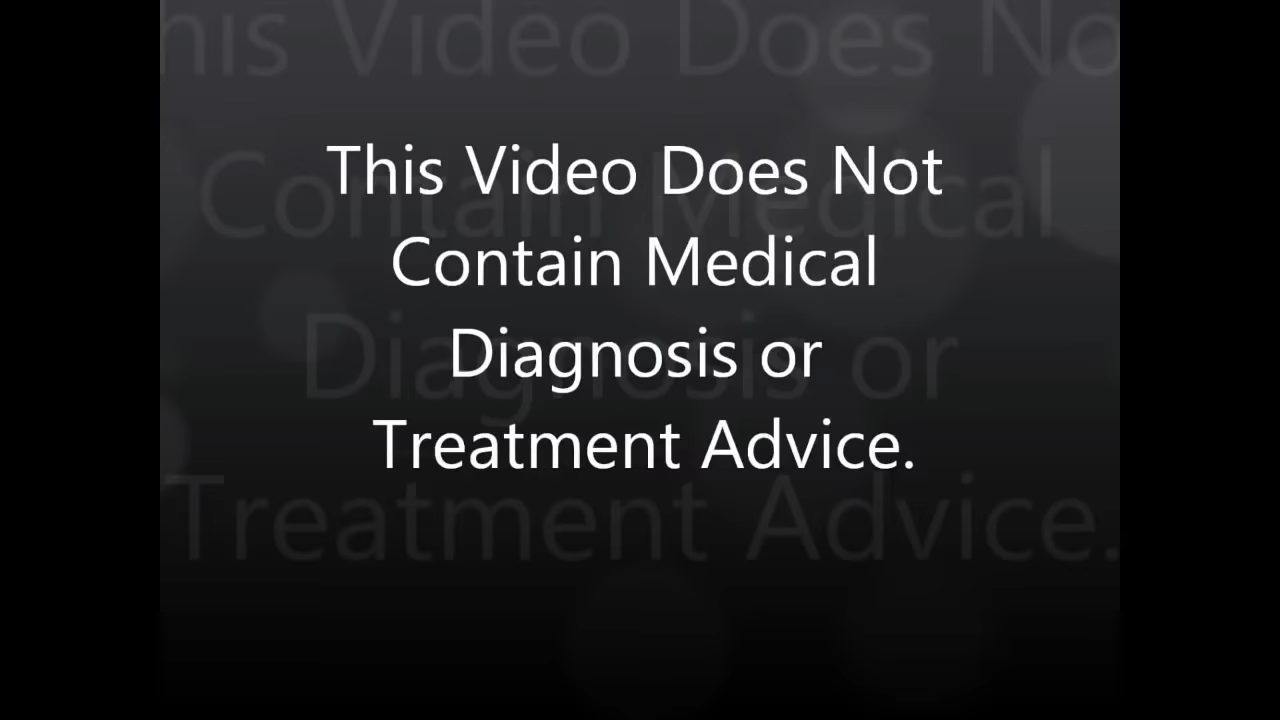 This Video Does Not
Contain Medical
Diagnosis or
Treatment Advice.